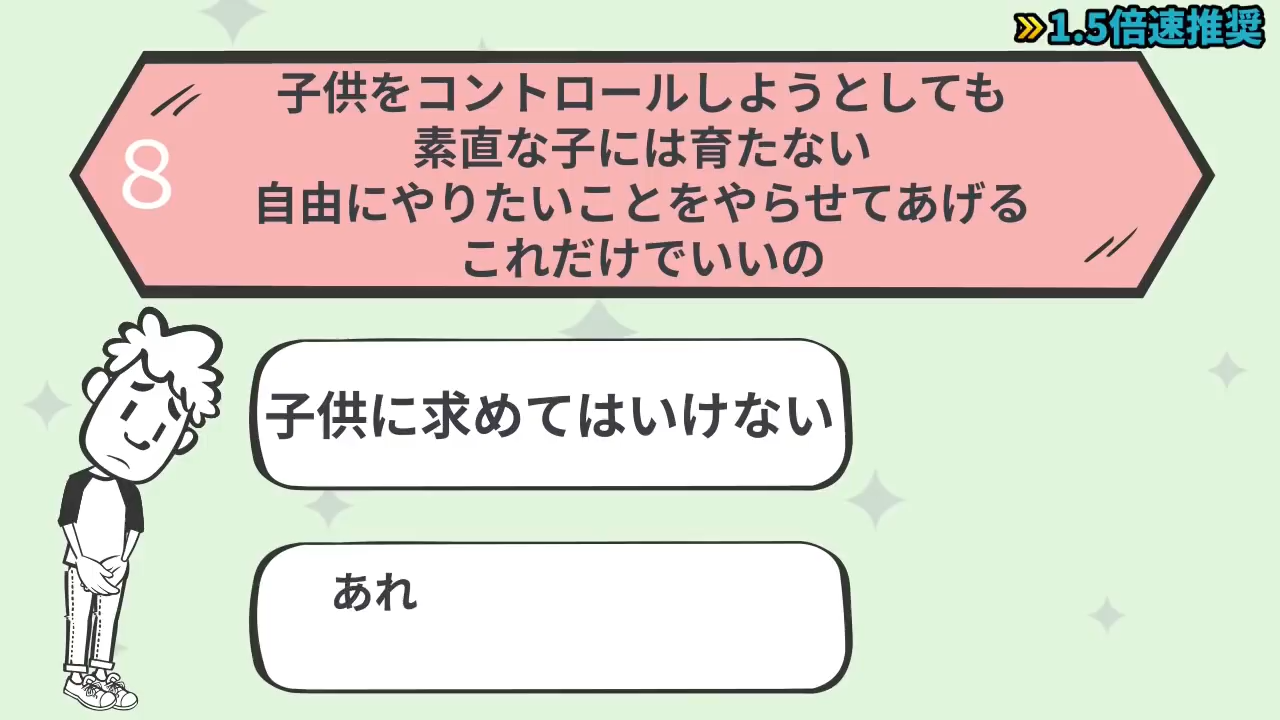 1.5倍速推奨
8
子供をコントロールしようとしても
素直な子には育たない
自由にやりたいことをやらせてあげる
これだけでいいの
子供に求めてはいけない
あれ